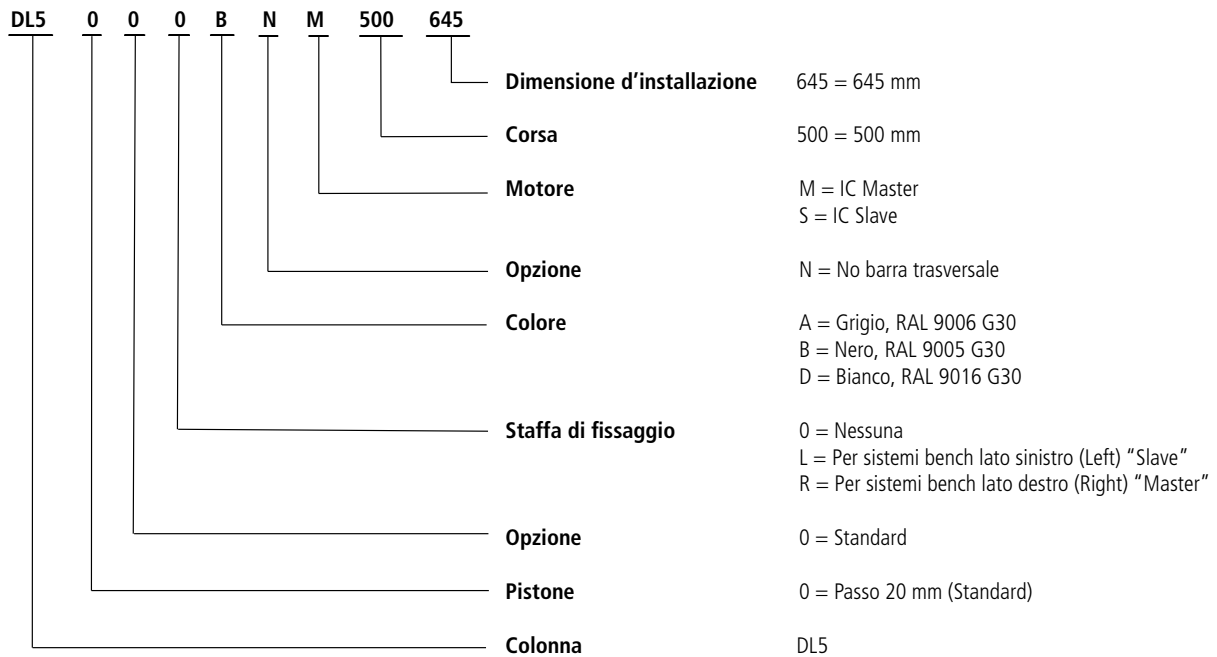 DL5 0 0 0 B N M 500 645
Dimensione d’installazione 645 = 645 mm
Corsa 500 = 500 mm
Motore M = IC Master
S = IC Slave
Opzione N = No barra trasversale
Colore A = Grigio, RAL 9006 G30
B = Nero, RAL 9005 G30
D = Bianco, RAL 9016 G30
Staffa di fissaggio 0 = Nessuna
L = Per sistemi bench lato sinistro (Left) “Slave”
R = Per sistemi bench lato destro (Right) “Master”
Opzione 0 = Standard
Pistone 0 = Passo 20 mm (Standard)
Colonna DL5